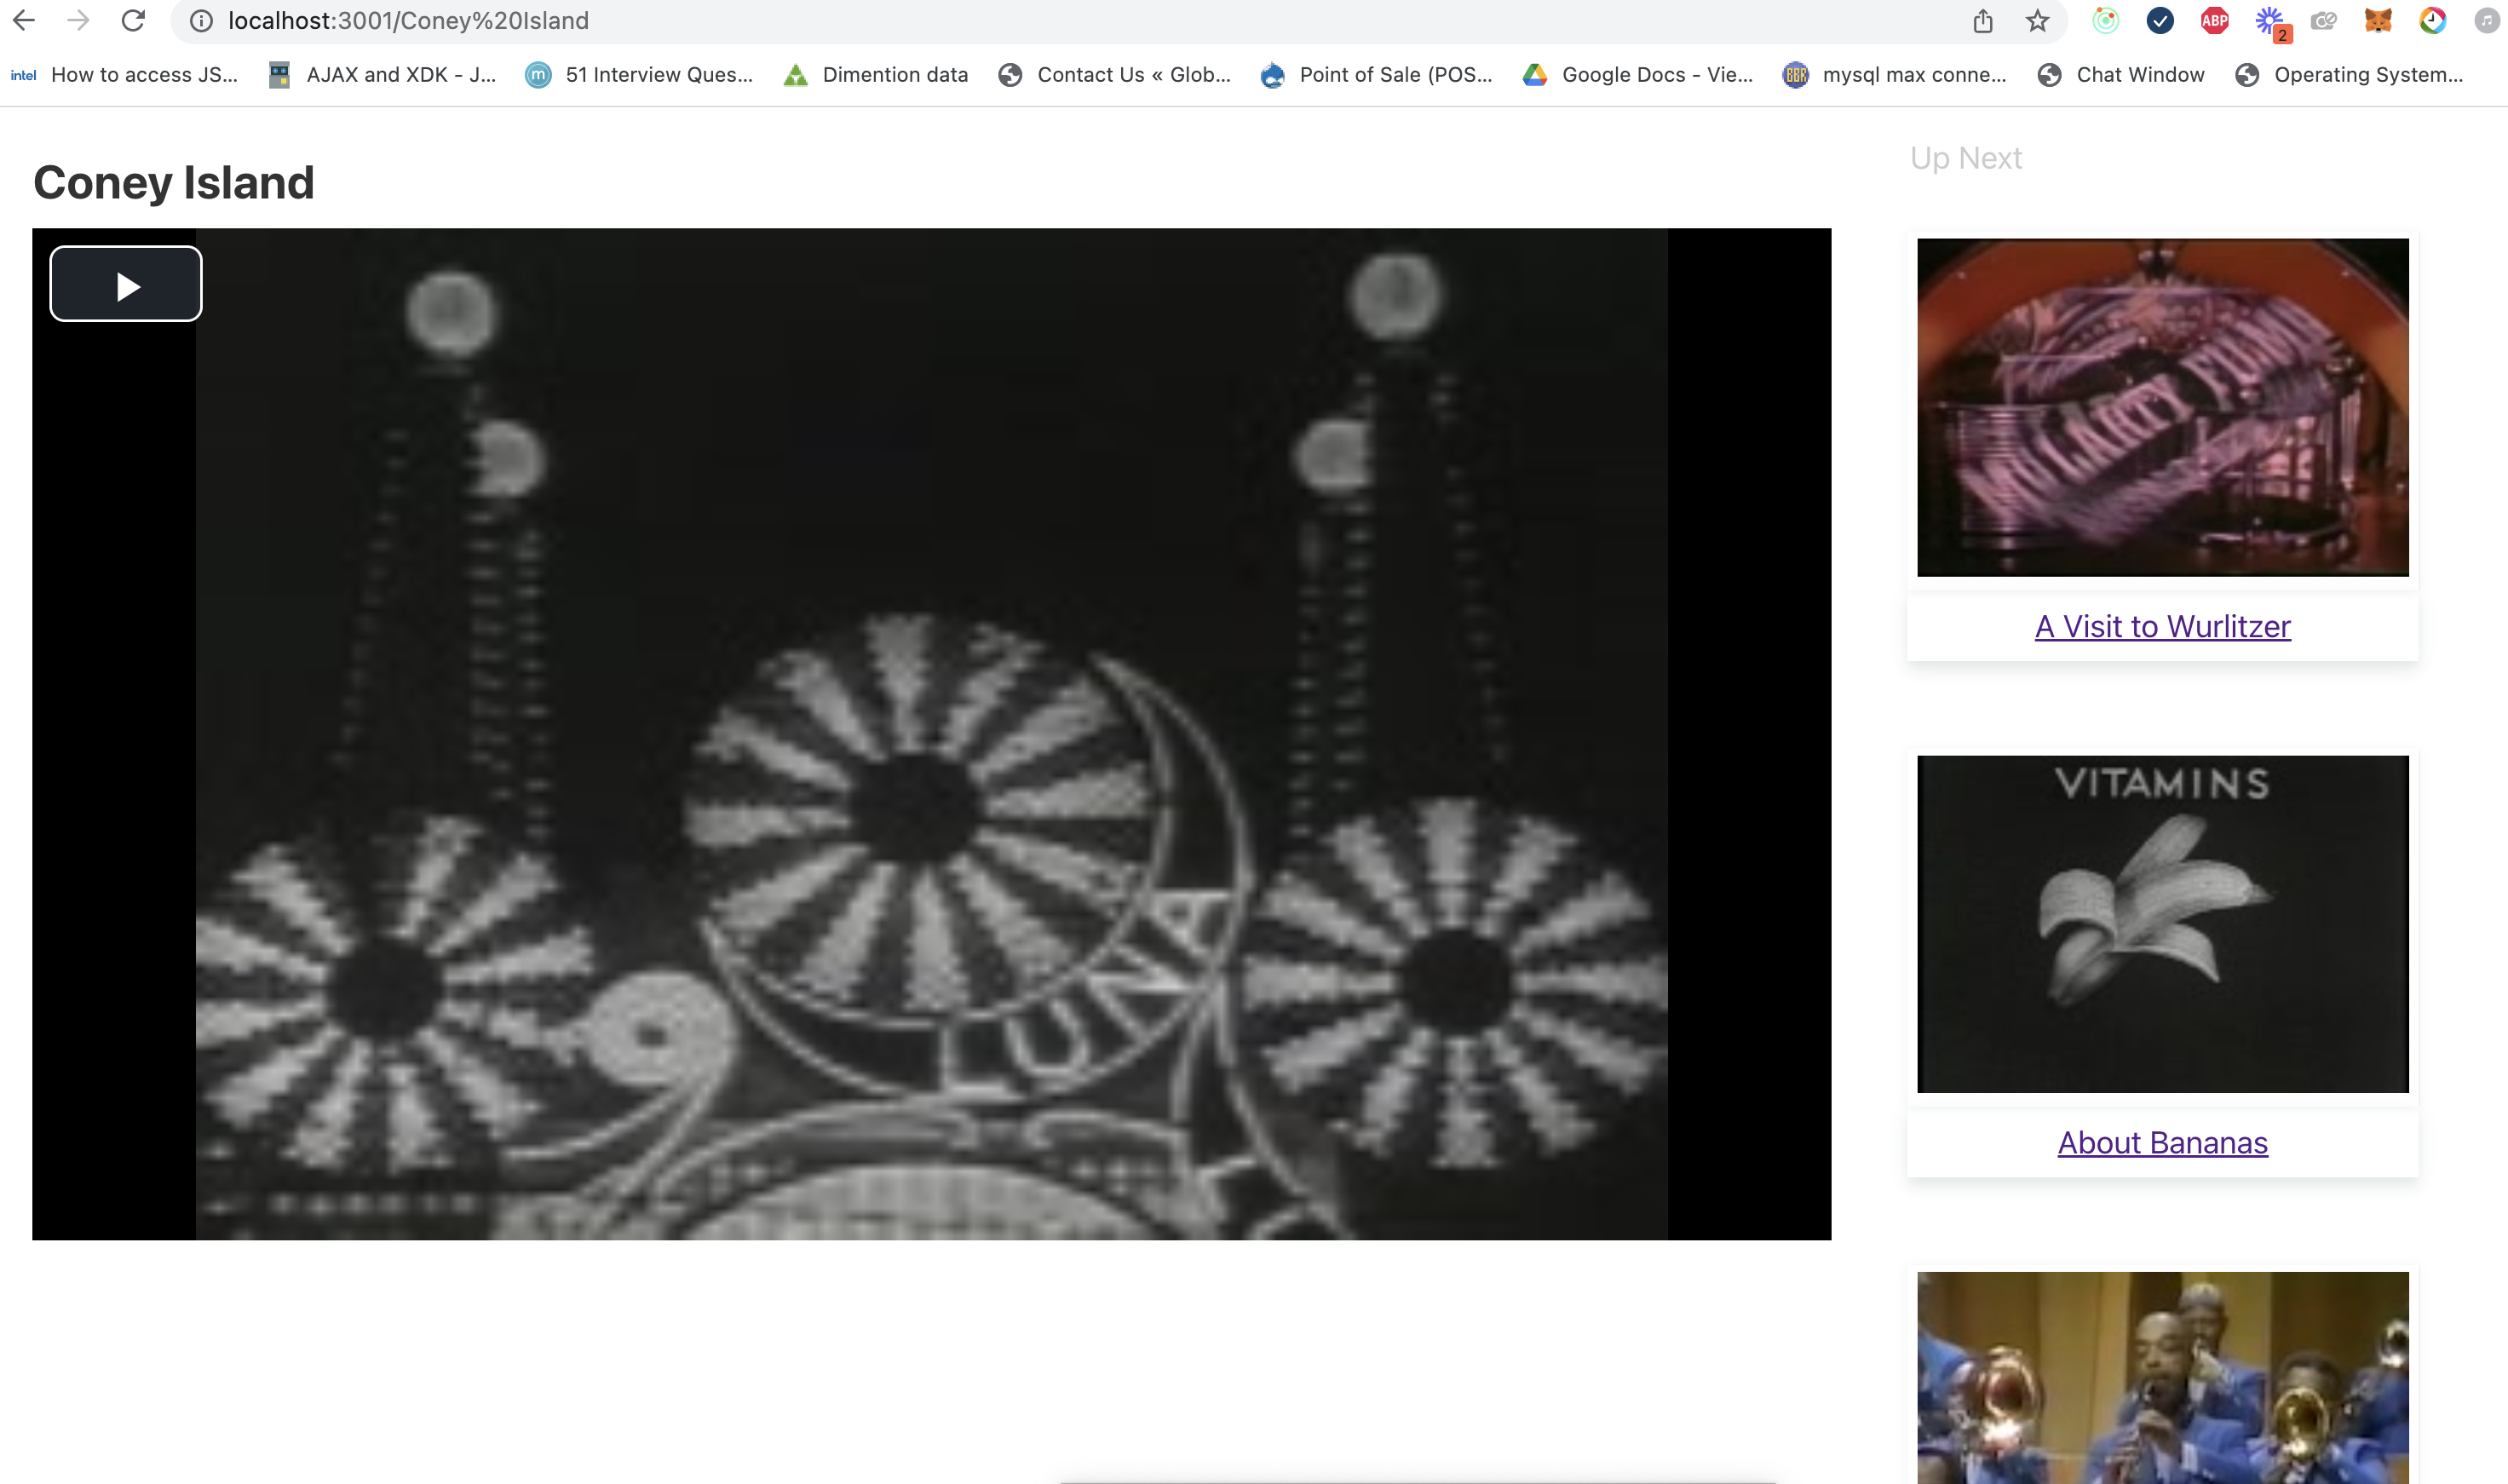 localhost:3001/Coney%20Island
ABP
2
intel How to access JS...
AJAX and XDK - J...
m 51 Interview Ques...
Dimention data
Contact Us « Glob...
Point of Sale (POS...
Google Docs - Vie...
BBR mysql max conne...
Chat Window
Operating System...
Coney Island
LUNA
Up Next
A Visit to Wurlitzer
VITAMINS
About Bananas